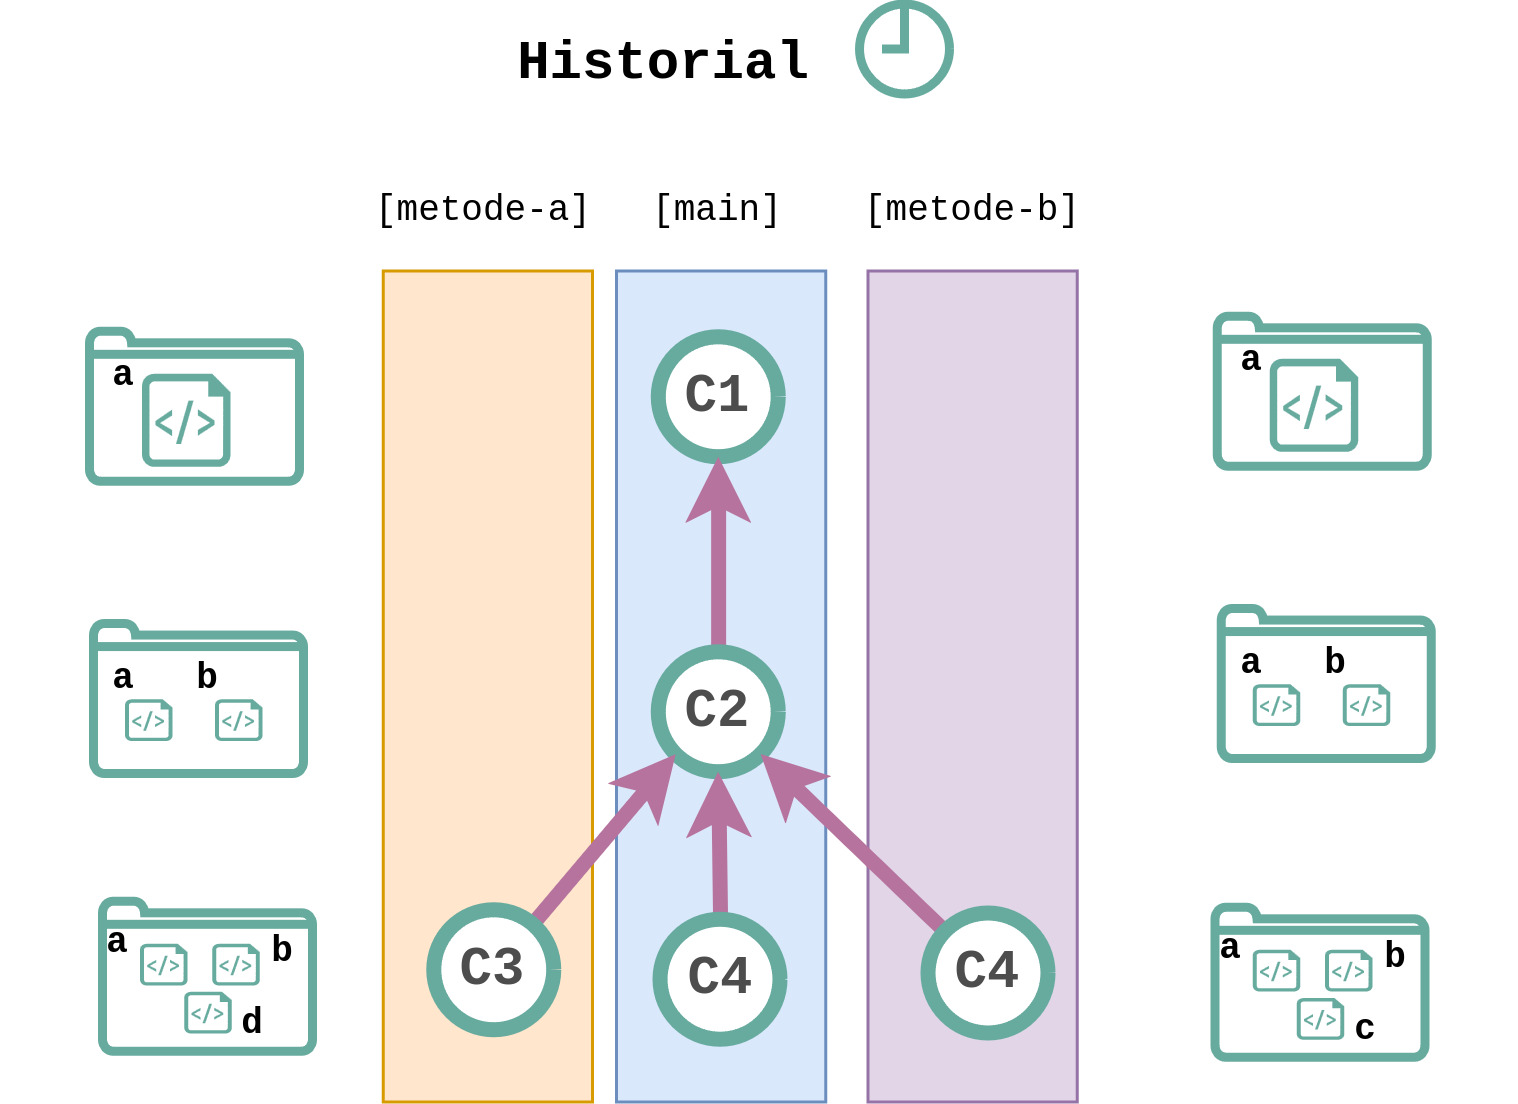 Historial
[metode-a] [main] [metode-b]
a </> C1 a </>
a b </> </> C2 a b </> </>
a </> </> b </> d C3 C4 C4 a </> </> b </> c